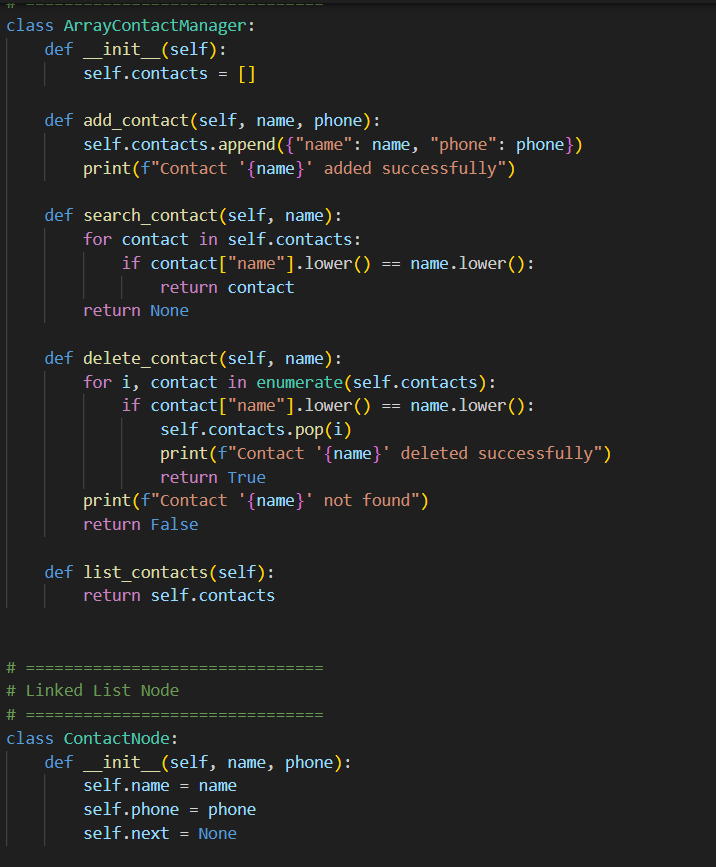 # ===============================
class ArrayContactManager:
    def __init__(self):
        self.contacts = []

    def add_contact(self, name, phone):
        self.contacts.append({"name": name, "phone": phone})
        print(f"Contact '{name}' added successfully")

    def search_contact(self, name):
        for contact in self.contacts:
            if contact["name"].lower() == name.lower():
                return contact
        return None

    def delete_contact(self, name):
        for i, contact in enumerate(self.contacts):
            if contact["name"].lower() == name.lower():
                self.contacts.pop(i)
                print(f"Contact '{name}' deleted successfully")
                return True
        print(f"Contact '{name}' not found")
        return False

    def list_contacts(self):
        return self.contacts


# ===============================
# Linked List Node
# ===============================
class ContactNode:
    def __init__(self, name, phone):
        self.name = name
        self.phone = phone
        self.next = None